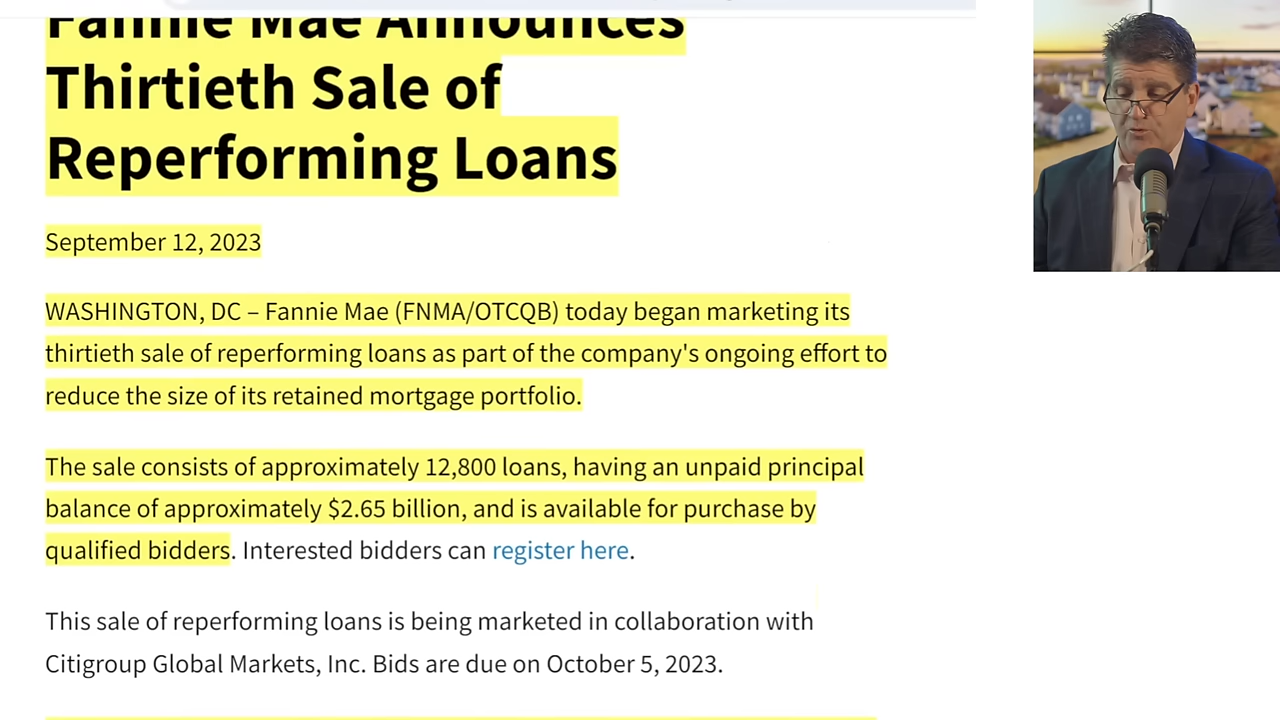 Fannie Mae Announces
Thirtieth Sale of
Reperforming Loans
September 12, 2023
WASHINGTON, DC – Fannie Mae (FNMA/OTCQB) today began marketing its
thirtieth sale of reperforming loans as part of the company's ongoing effort to
reduce the size of its retained mortgage portfolio.
The sale consists of approximately 12,800 loans, having an unpaid principal
balance of approximately $2.65 billion, and is available for purchase by
qualified bidders. Interested bidders can register here.
This sale of reperforming loans is being marketed in collaboration with
Citigroup Global Markets, Inc. Bids are due on October 5, 2023.